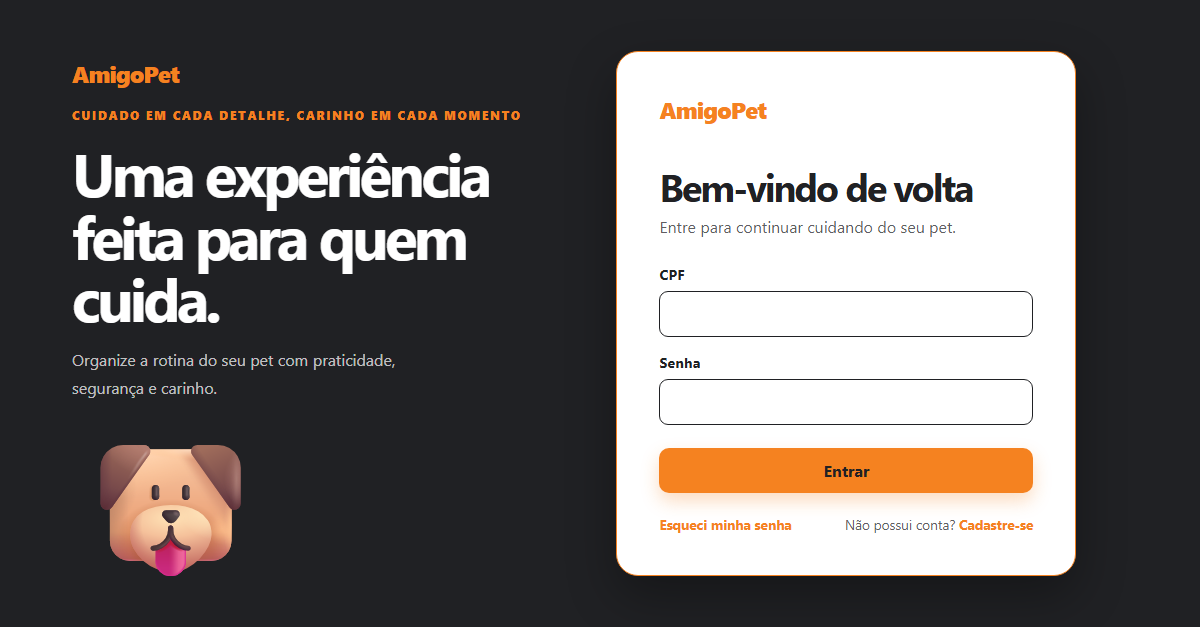 AmigoPet
CUIDADO EM CADA DETALHE, CARINHO EM CADA MOMENTO
Uma experiência
feita para quem
cuida.
Organize a rotina do seu pet com praticidade,
segurança e carinho.
AmigoPet
Bem-vindo de volta
Entre para continuar cuidando do seu pet.
CPF
Senha
Entrar
Esqueci minha senha
Não possui conta? Cadastre-se